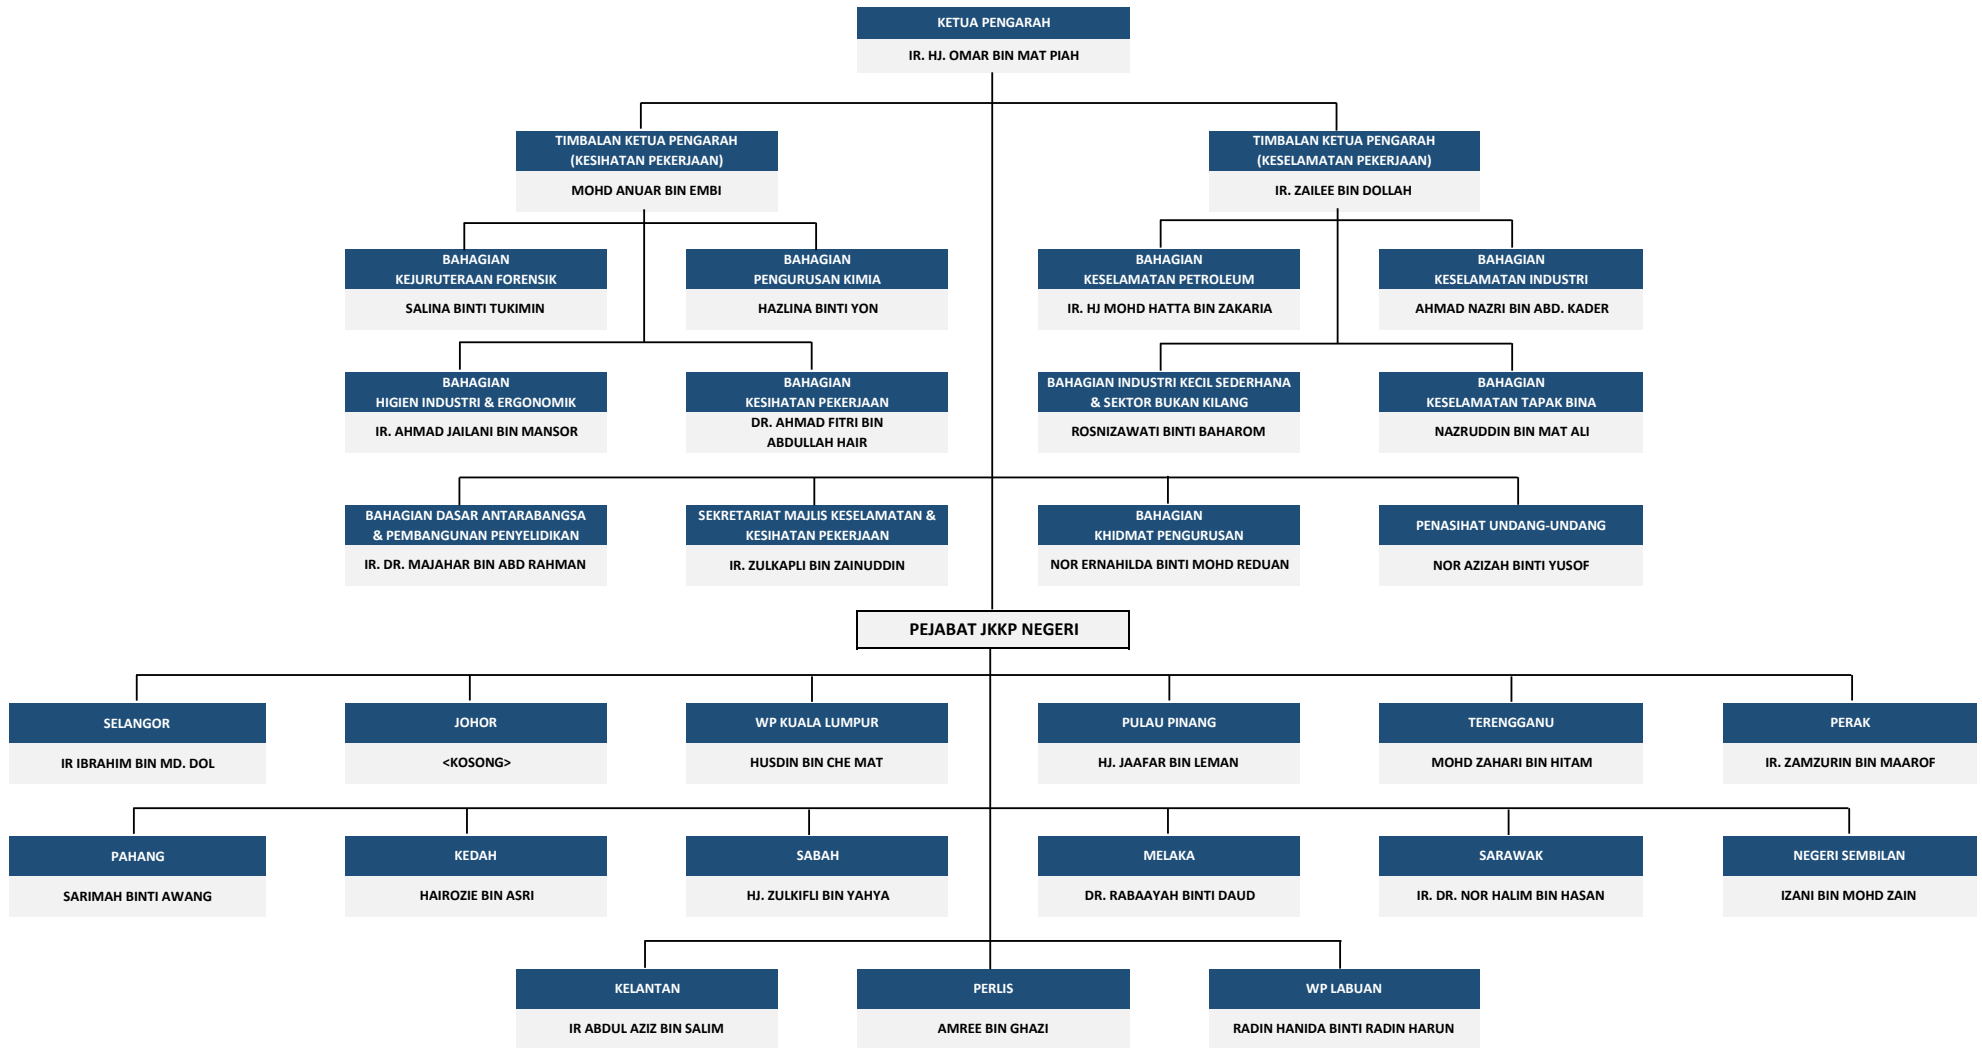 KETUA PENGARAH
IR. HJ. OMAR BIN MAT PIAH
TIMBALAN KETUA PENGARAH
(KESIHATAN PEKERJAAN)
MOHD ANUAR BIN EMBI
TIMBALAN KETUA PENGARAH
(KESELAMATAN PEKERJAAN)
IR. ZAILEE BIN DOLLAH
BAHAGIAN
KEJURUTERAAN FORENSIK
SALINA BINTI TUKIMIN
BAHAGIAN
PENGURUSAN KIMIA
HAZLINA BINTI YON
BAHAGIAN
KESELAMATAN PETROLEUM
IR. HJ MOHD HATTA BIN ZAKARIA
BAHAGIAN
KESELAMATAN INDUSTRI
AHMAD NAZRI BIN ABD. KADER
BAHAGIAN
HIGIEN INDUSTRI & ERGONOMIK
IR. AHMAD JAILANI BIN MANSOR
BAHAGIAN
KESIHATAN PEKERJAAN
DR. AHMAD FITRI BIN
ABDULLAH HAIR
BAHAGIAN INDUSTRI KECIL SEDERHANA
& SEKTOR BUKAN KILANG
ROSNIZAWATI BINTI BAHAROM
BAHAGIAN
KESELAMATAN TAPAK BINA
NAZRUDDIN BIN MAT ALI
BAHAGIAN DASAR ANTARABANGSA
& PEMBANGUNAN PENYELIDIKAN
IR. DR. MAJAHAR BIN ABD RAHMAN
SEKRETARIAT MAJLIS KESELAMATAN &
KESIHATAN PEKERJAAN
IR. ZULKAPLI BIN ZAINUDDIN
BAHAGIAN
KHIDMAT PENGURUSAN
NOR ERNAHILDA BINTI MOHD REDUAN
PENASIHAT UNDANG-UNDANG
NOR AZIZAH BINTI YUSOF
PEJABAT JKKP NEGERI
SELANGOR
IR IBRAHIM BIN MD. DOL
JOHOR
<KOSONG>
WP KUALA LUMPUR
HUSDIN BIN CHE MAT
PULAU PINANG
HJ. JAAFAR BIN LEMAN
TERENGGANU
MOHD ZAHARI BIN HITAM
PERAK
IR. ZAMZURIN BIN MAAROF
PAHANG
SARIMAH BINTI AWANG
KEDAH
HAIROZIE BIN ASRI
SABAH
HJ. ZULKIFLI BIN YAHYA
MELAKA
DR. RABAAYAH BINTI DAUD
SARAWAK
IR. DR. NOR HALIM BIN HASAN
NEGERI SEMBILAN
IZANI BIN MOHD ZAIN
KELANTAN
IR ABDUL AZIZ BIN SALIM
PERLIS
AMREE BIN GHAZI
WP LABUAN
RADIN HANIDA BINTI RADIN HARUN